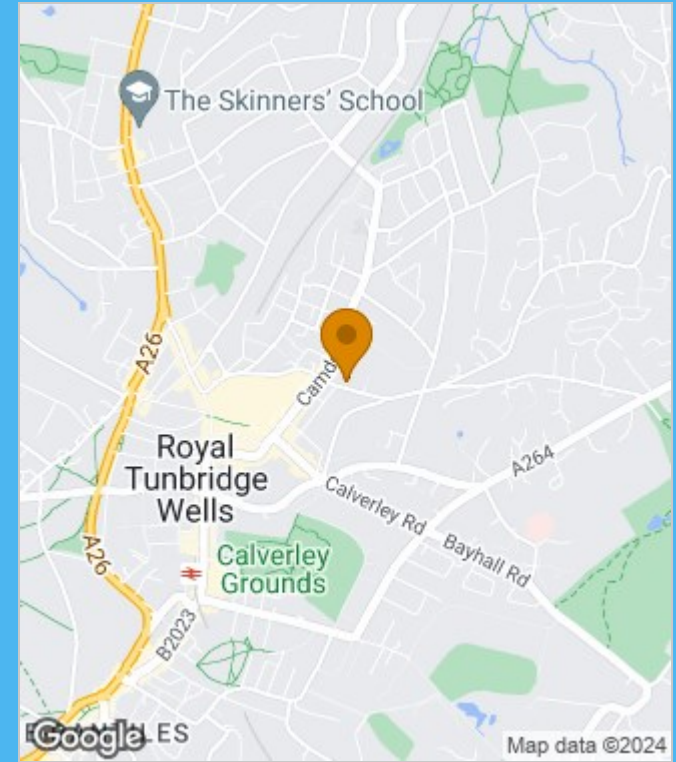 The Skinners' School
A26
Camd
Royal
Tunbridge
Wells
A264
Calverley Rd
Bayhall Rd
A26
Calverley
Grounds
B2023
LES
Google
Map data ©2024